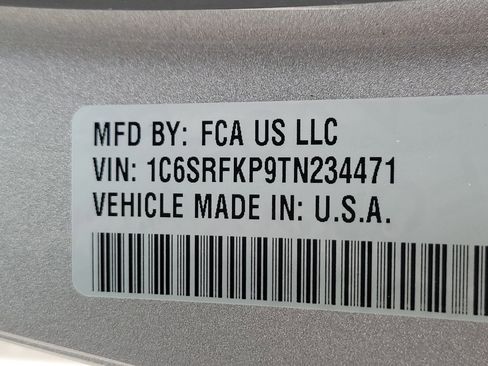 MFD BY: FCA US LLC
VIN: 1C6SRFKP9TN234471
VEHICLE MADE IN: U.S.A.